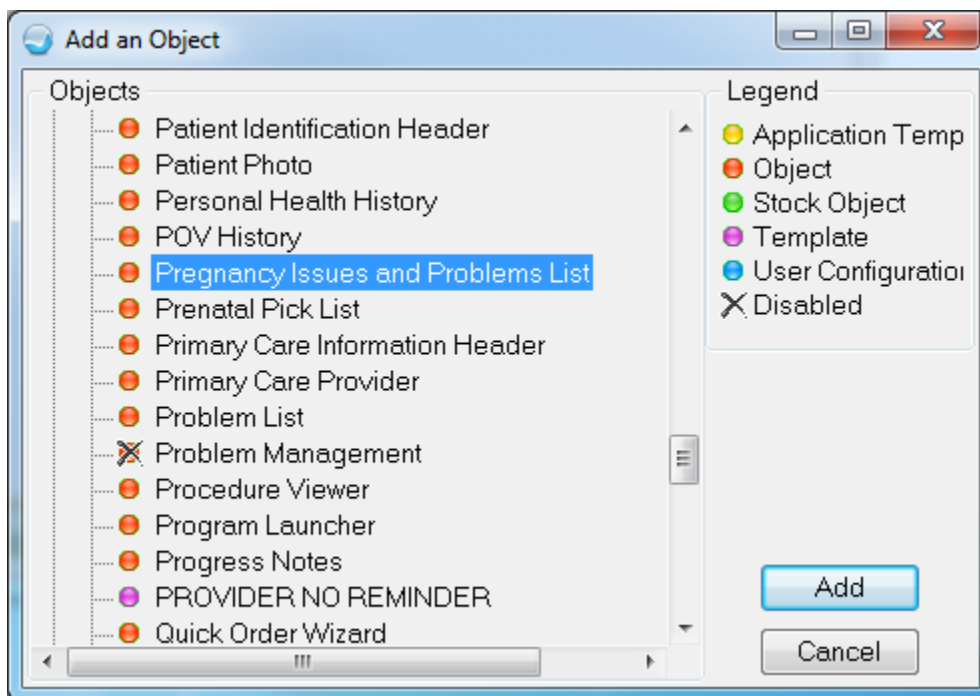 Add an Object
Objects
Patient Identification Header
Patient Photo
Personal Health History
POV History
Pregnancy Issues and Problems List
Prenatal Pick List
Primary Care Information Header
Primary Care Provider
Problem List
Problem Management
Procedure Viewer
Program Launcher
Progress Notes
PROVIDER NO REMINDER
Quick Order Wizard
Legend
Application Temp
Object
Stock Object
Template
User Configuration
Disabled
Add
Cancel